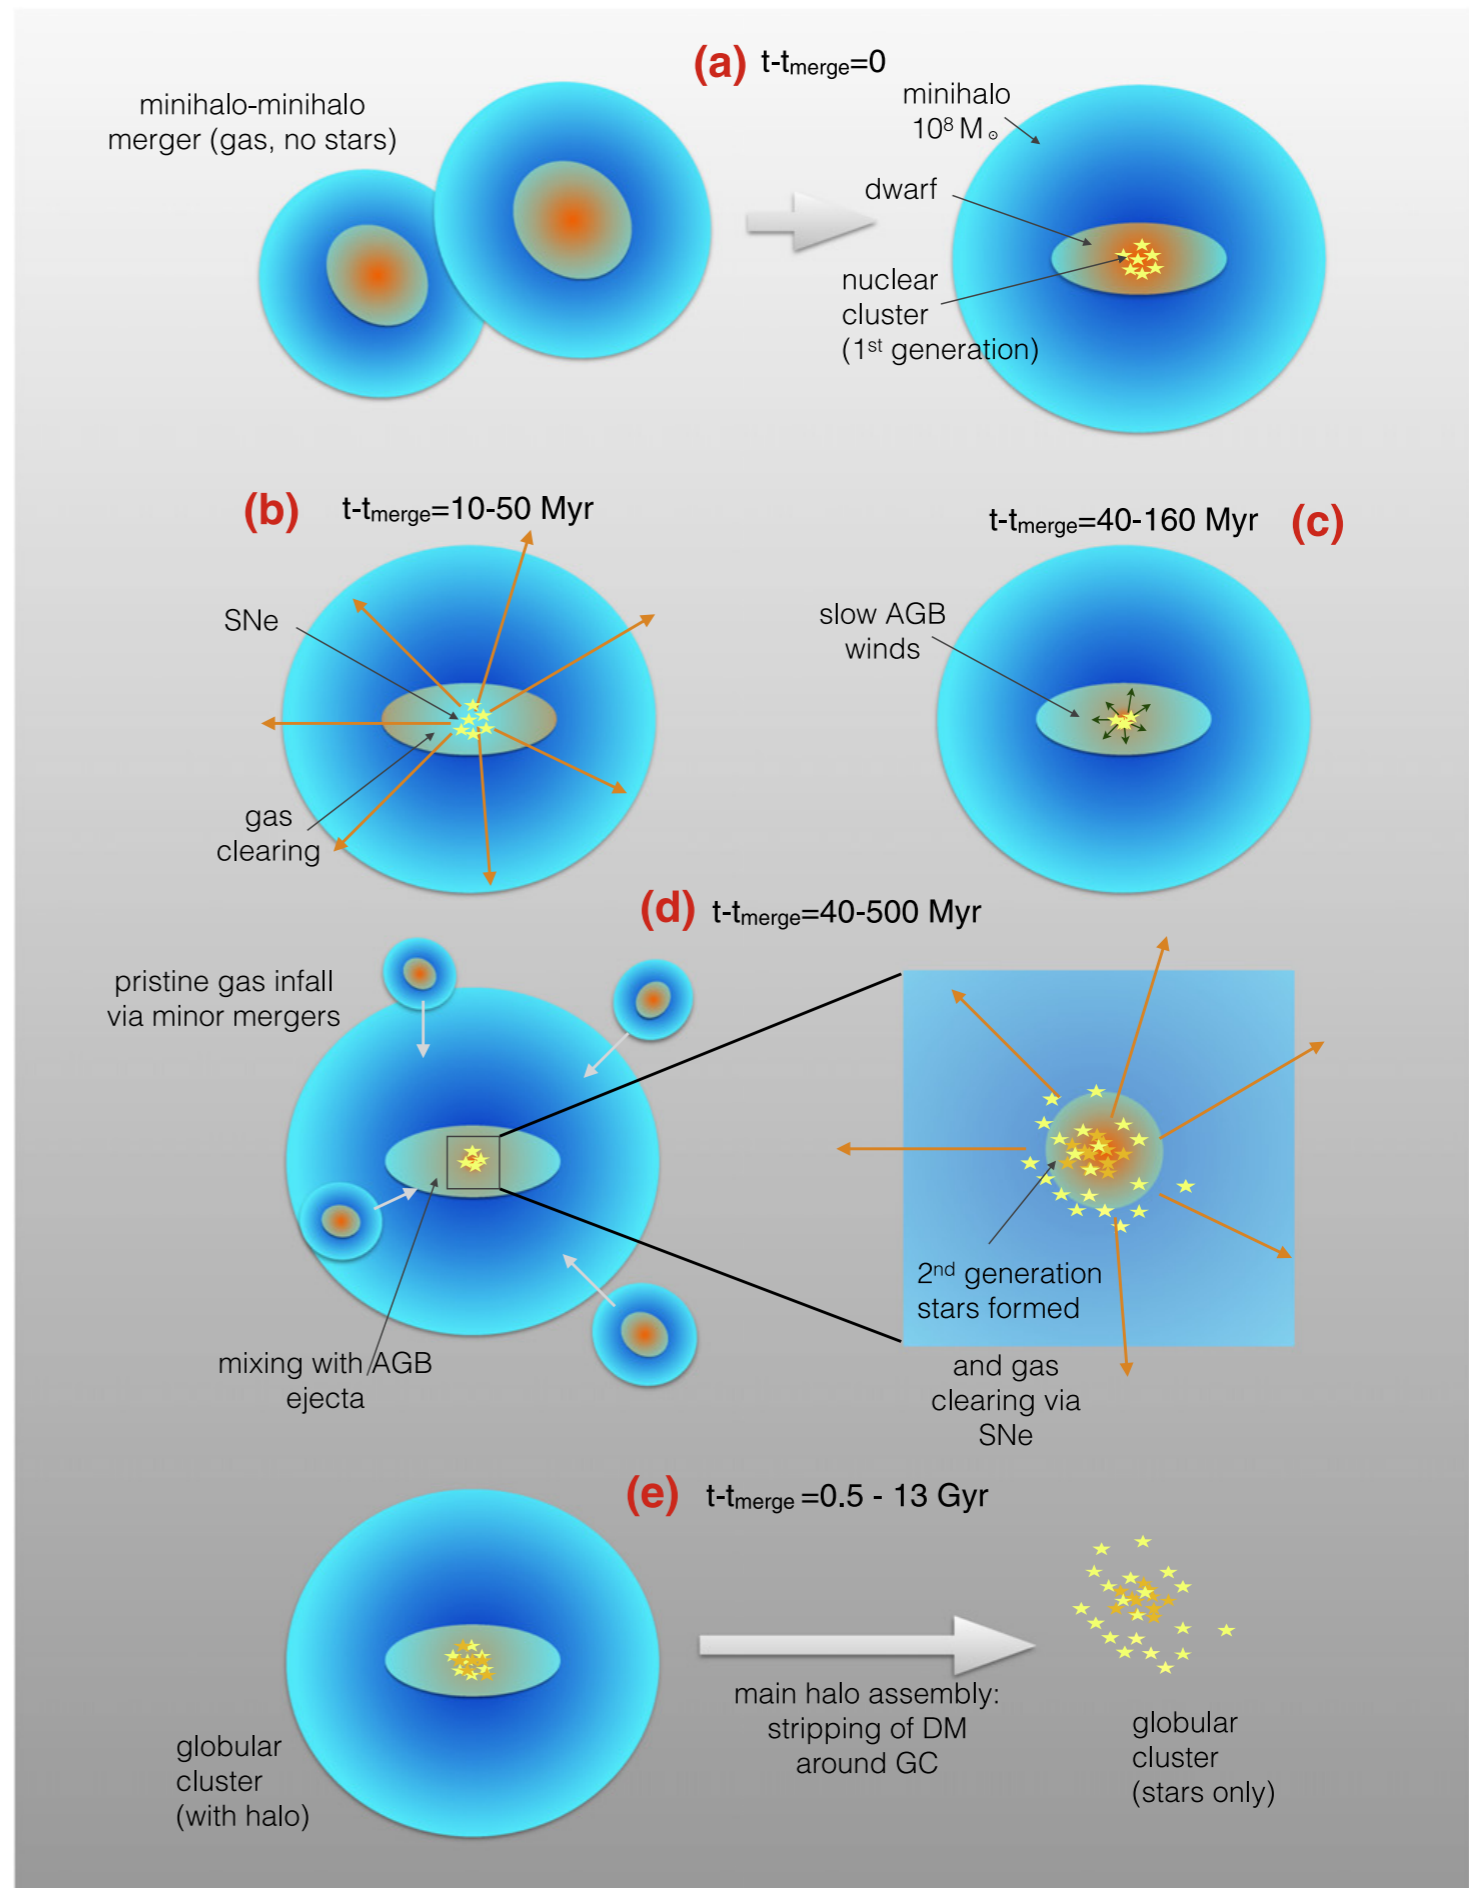 (a) t-tmerge=0
minihalo-minihalo
merger (gas, no stars)
minihalo
10⁸ M⊙
dwarf
nuclear
cluster
(1st generation)
(b) t-tmerge=10-50 Myr
SNe
gas
clearing
t-tmerge=40-160 Myr (c)
slow AGB
winds
(d) t-tmerge=40-500 Myr
pristine gas infall
via minor mergers
mixing with AGB
ejecta
2nd generation
stars formed
and gas
clearing via
SNe
(e) t-tmerge =0.5 - 13 Gyr
globular
cluster
(with halo)
main halo assembly:
stripping of DM
around GC
globular
cluster
(stars only)